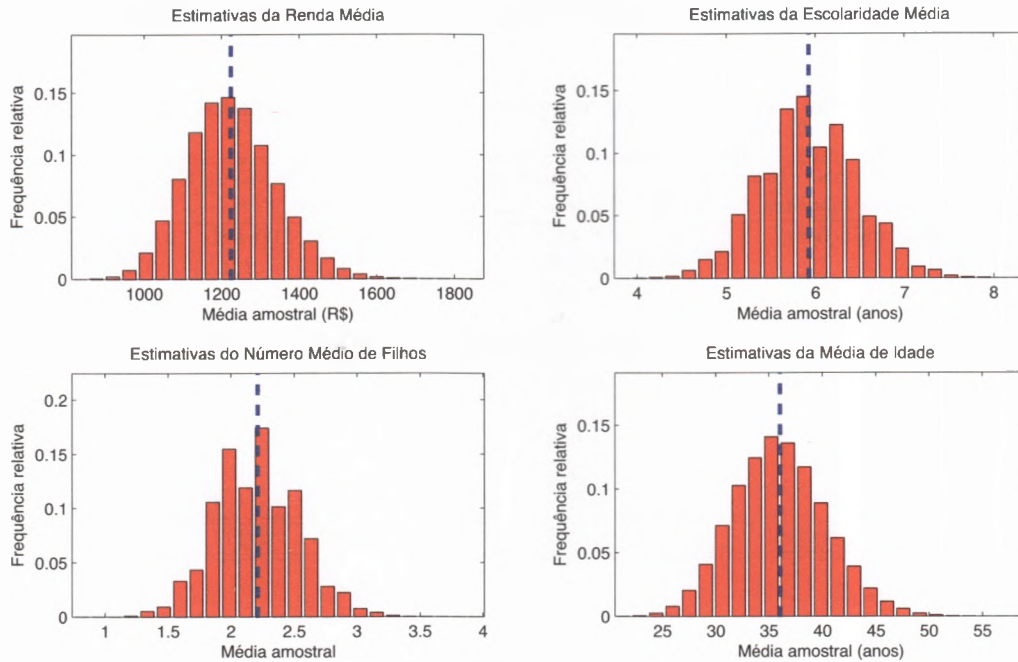 Estimativas da Renda Média
Frequência relativa
0.15
0.1
0.05
0
1000 1200 1400 1600 1800
Média amostral (R$)
Estimativas da Escolaridade Média
Frequência relativa
0.15
0.1
0.05
0
4 5 6 7 8
Média amostral (anos)
Estimativas do Número Médio de Filhos
Frequência relativa
0.2
0.15
0.1
0.05
0
1 1.5 2 2.5 3 3.5 4
Média amostral
Estimativas da Média de Idade
Frequência relativa
0.15
0.1
0.05
0
25 30 35 40 45 50 55
Média amostral (anos)